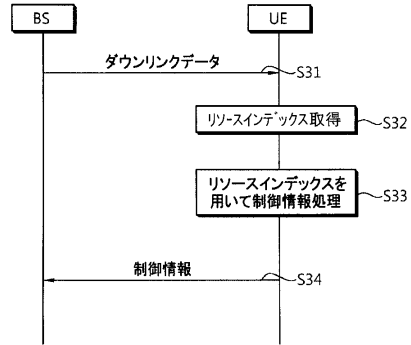 BS
UE
ダウンリンクデータ
S31
リソースインデックス取得
S32
リソースインデックスを
用いて制御情報処理
S33
制御情報
S34